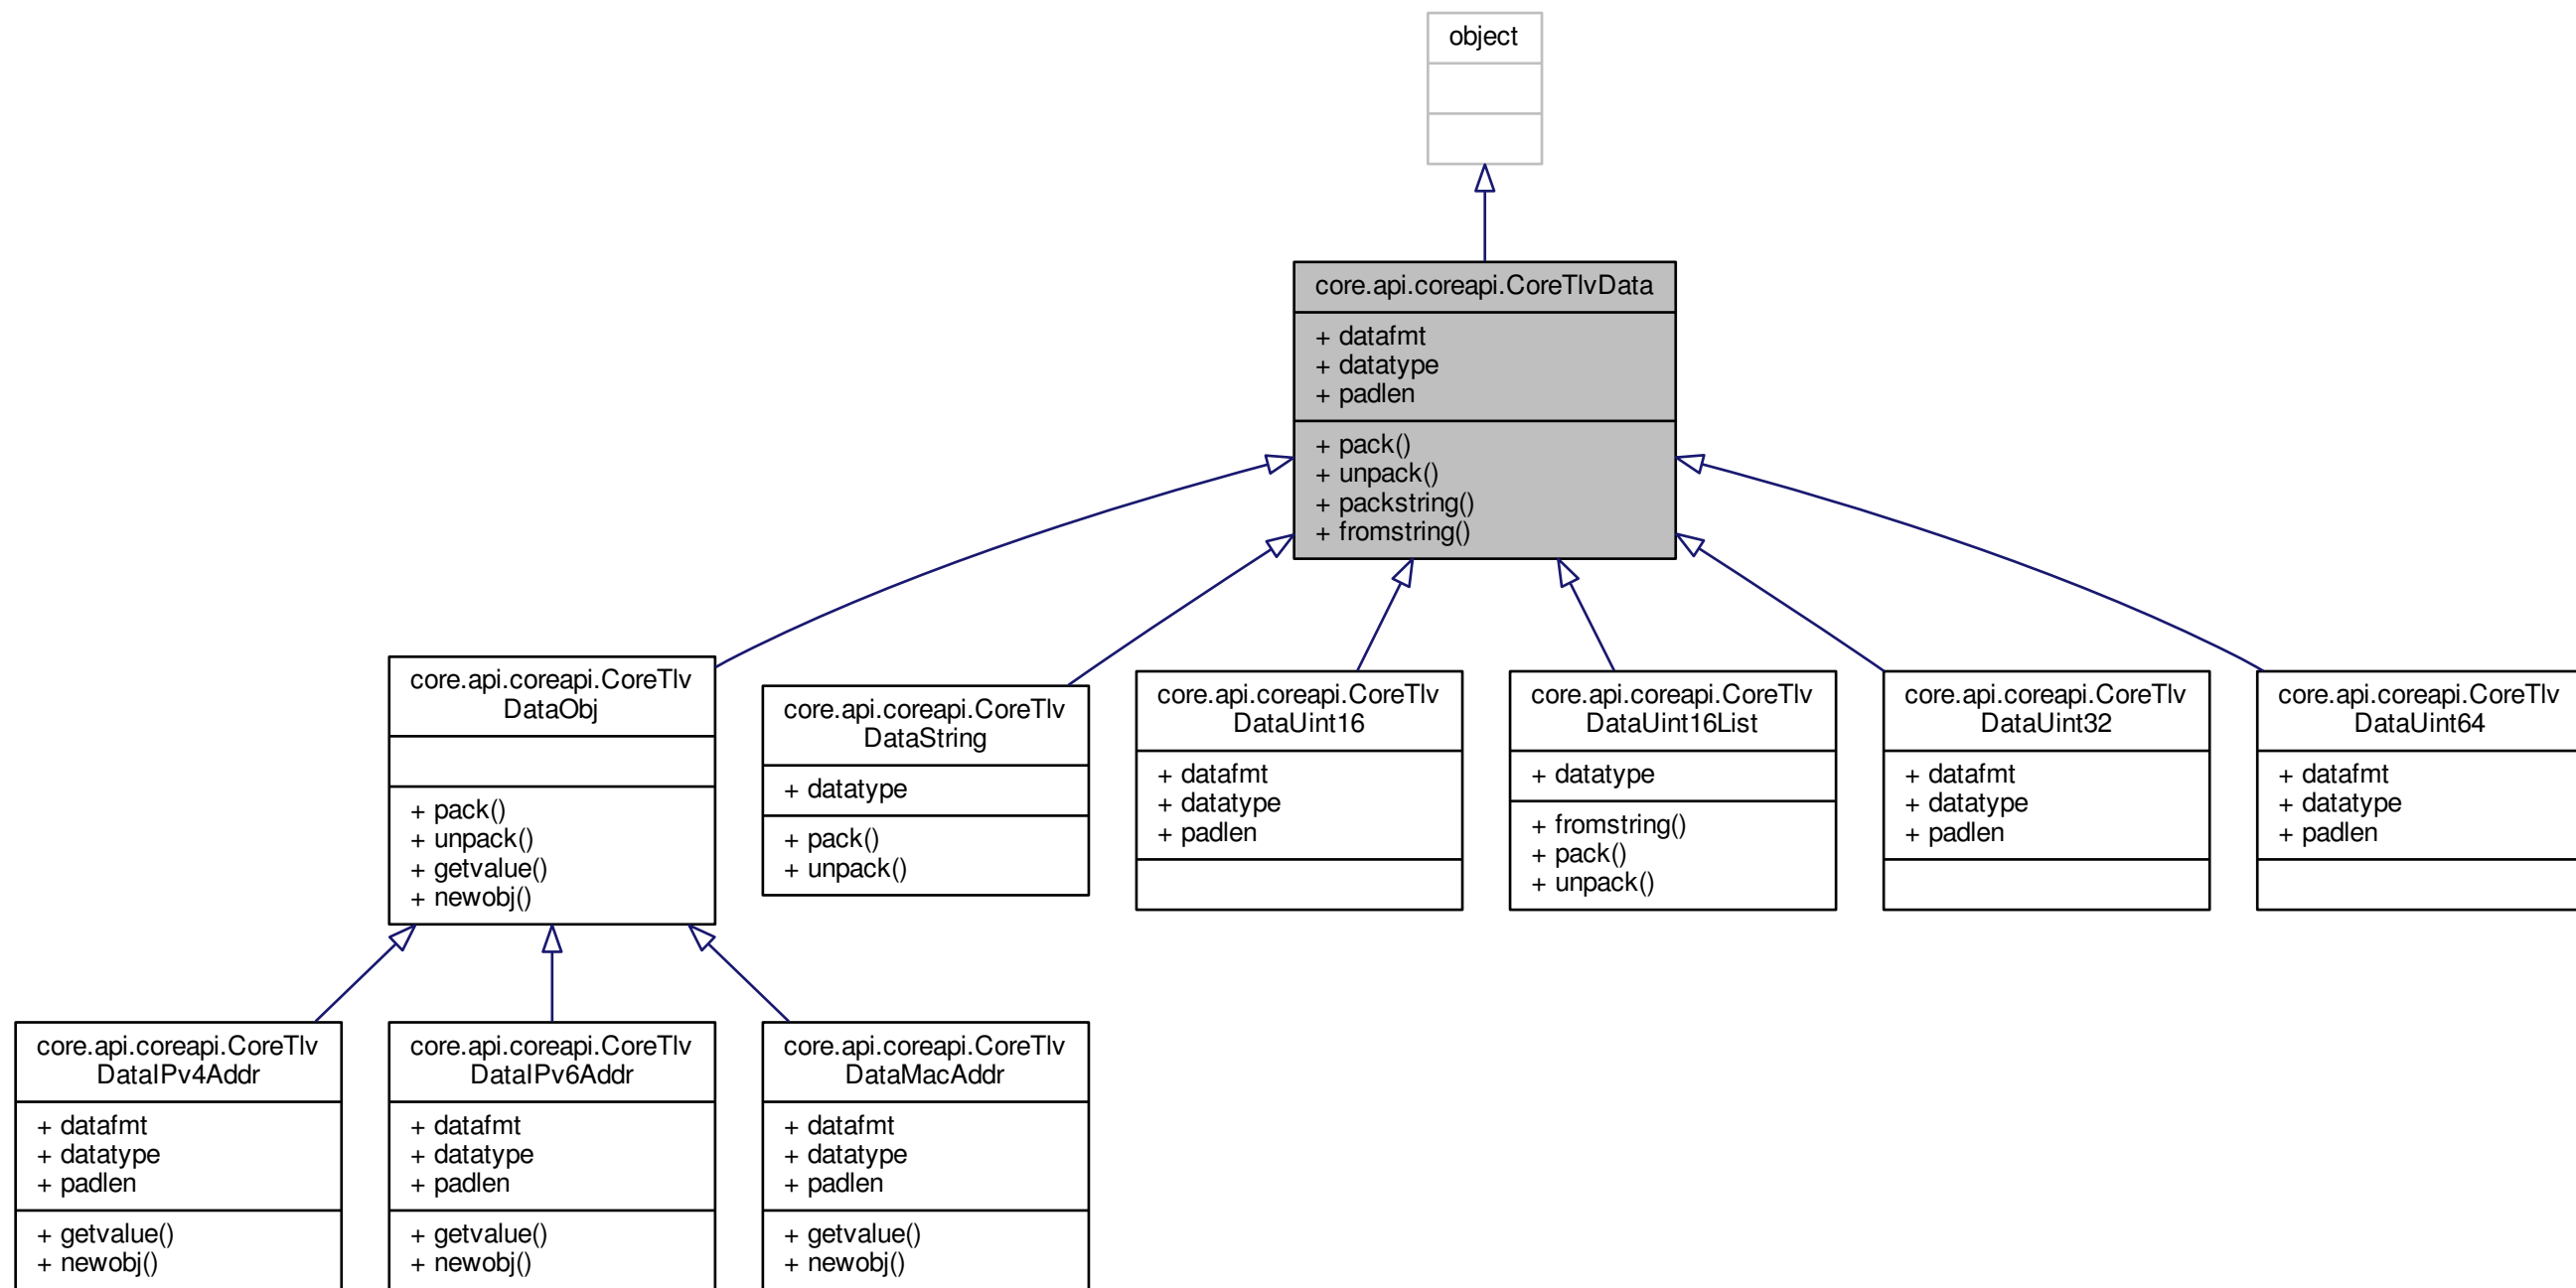 object
core.api.coreapi.CoreTlvData
+ datafmt
+ datatype
+ padlen
+ pack()
+ unpack()
+ packstring()
+ fromstring()
core.api.coreapi.CoreTlv
DataObj
+ pack()
+ unpack()
+ getvalue()
+ newobj()
core.api.coreapi.CoreTlv
DataString
+ datatype
+ pack()
+ unpack()
core.api.coreapi.CoreTlv
DataUint16
+ datafmt
+ datatype
+ padlen
core.api.coreapi.CoreTlv
DataUint16List
+ datatype
+ fromstring()
+ pack()
+ unpack()
core.api.coreapi.CoreTlv
DataUint32
+ datafmt
+ datatype
+ padlen
core.api.coreapi.CoreTlv
DataUint64
+ datafmt
+ datatype
+ padlen
core.api.coreapi.CoreTlv
DataIPv4Addr
+ datafmt
+ datatype
+ padlen
+ getvalue()
+ newobj()
core.api.coreapi.CoreTlv
DataIPv6Addr
+ datafmt
+ datatype
+ padlen
+ getvalue()
+ newobj()
core.api.coreapi.CoreTlv
DataMacAddr
+ datafmt
+ datatype
+ padlen
+ getvalue()
+ newobj()